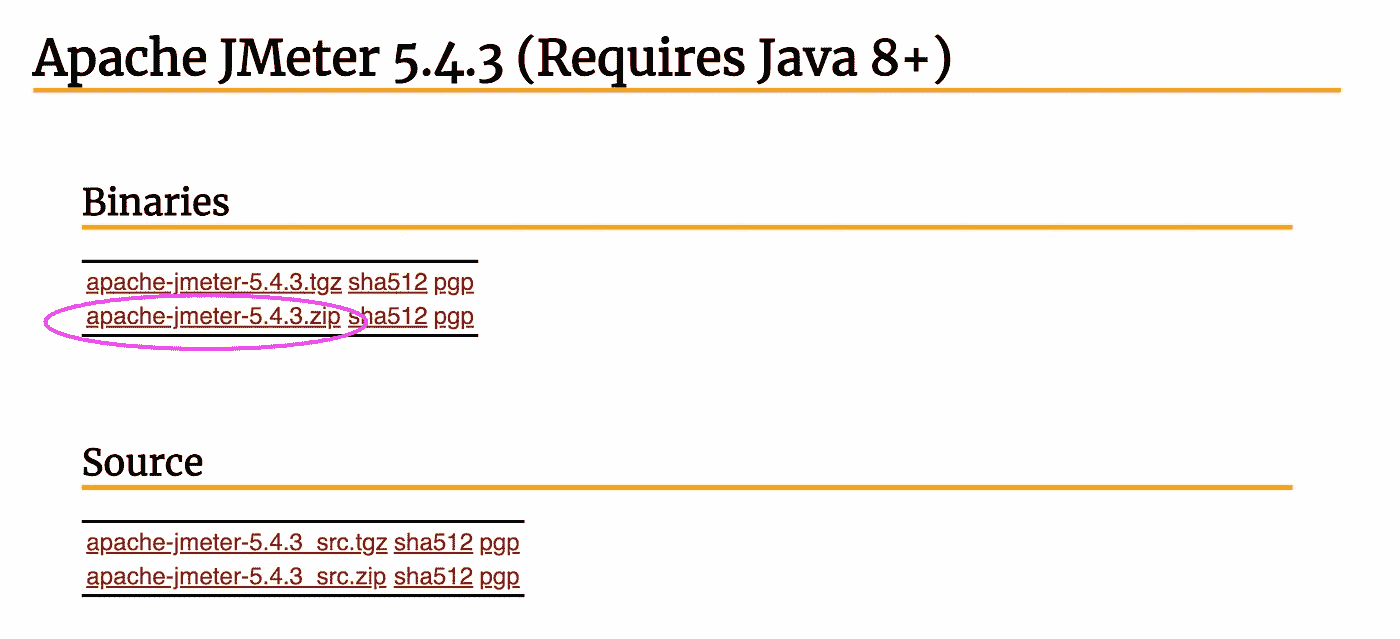 Apache JMeter 5.4.3 (Requires Java 8+)
Binaries
apache-jmeter-5.4.3.tgz sha512 pgp
apache-jmeter-5.4.3.zip sha512 pgp
Source
apache-jmeter-5.4.3_src.tgz sha512 pgp
apache-jmeter-5.4.3_src.zip sha512 pgp